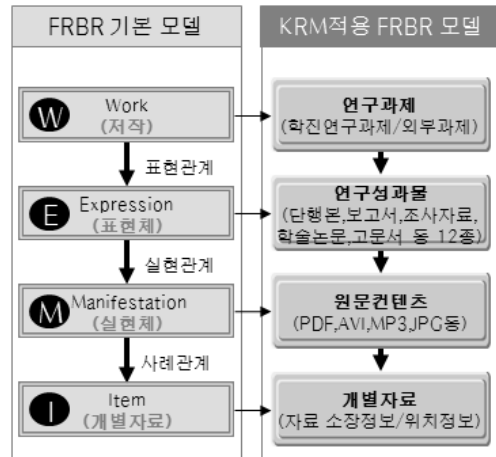 FRBR 기본 모델
KRM적용 FRBR 모델
W
Work
(저작)
연구과제
(학진연구과제/외부과제)
표현관계
E
Expression
(표현체)
연구성과물
(단행본,보고서,조사자료,
학술논문,고문서 등 12종)
실현관계
M
Manifestation
(실현체)
원문컨텐츠
(PDF,AVI,MP3,JPG등)
사례관계
I
Item
(개별자료)
개별자료
(자료 소장정보/위치정보)